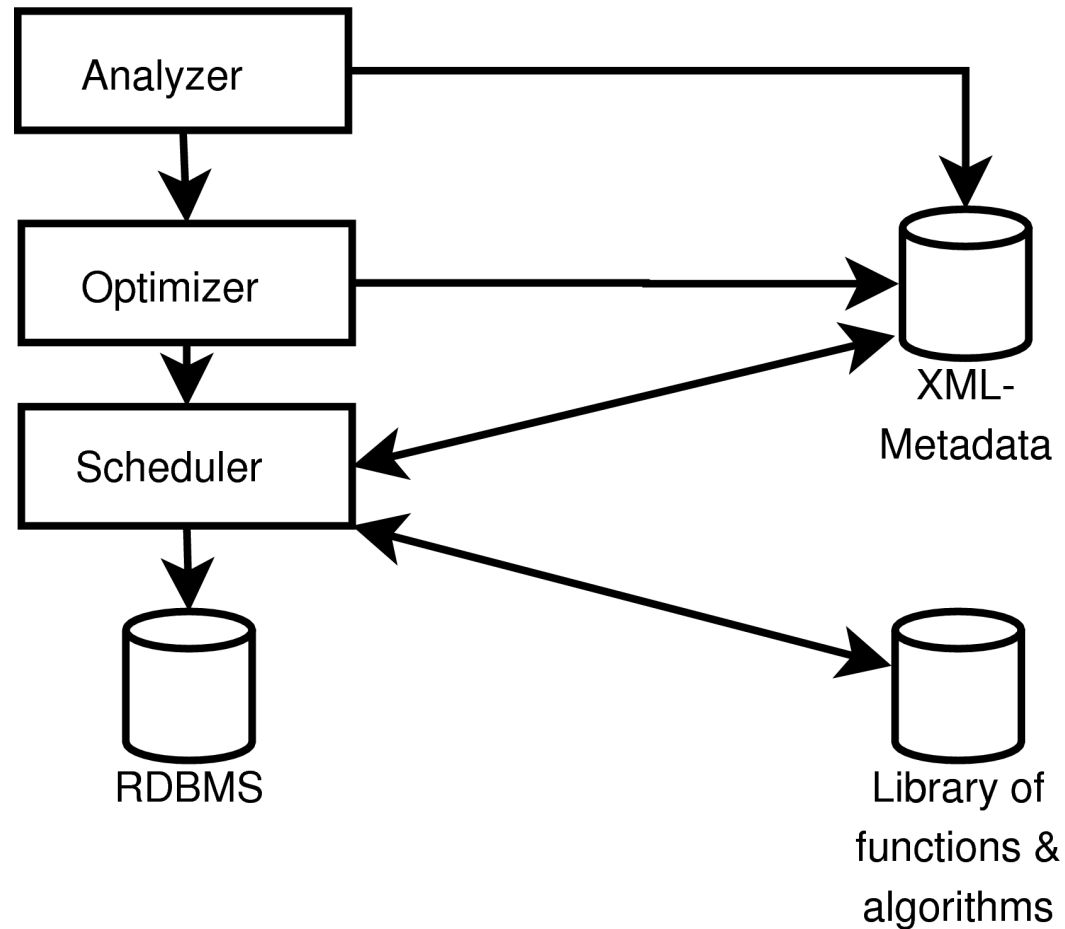 Analyzer
Optimizer
XML-
Metadata
Scheduler
RDBMS
Library of
functions &
algorithms